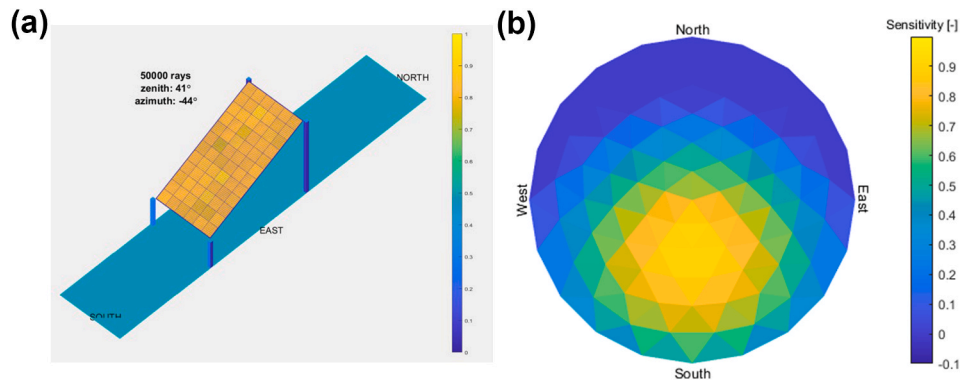 (a)
50000 rays
zenith: 41°
azimuth: -44°
NORTH
EAST
SOUTH
1
0.9
0.8
0.7
0.6
0.5
0.4
0.3
0.2
0.1
0
(b)
North
West
East
South
Sensitivity [-]
0.9
0.8
0.7
0.6
0.5
0.4
0.3
0.2
0.1
0
-0.1